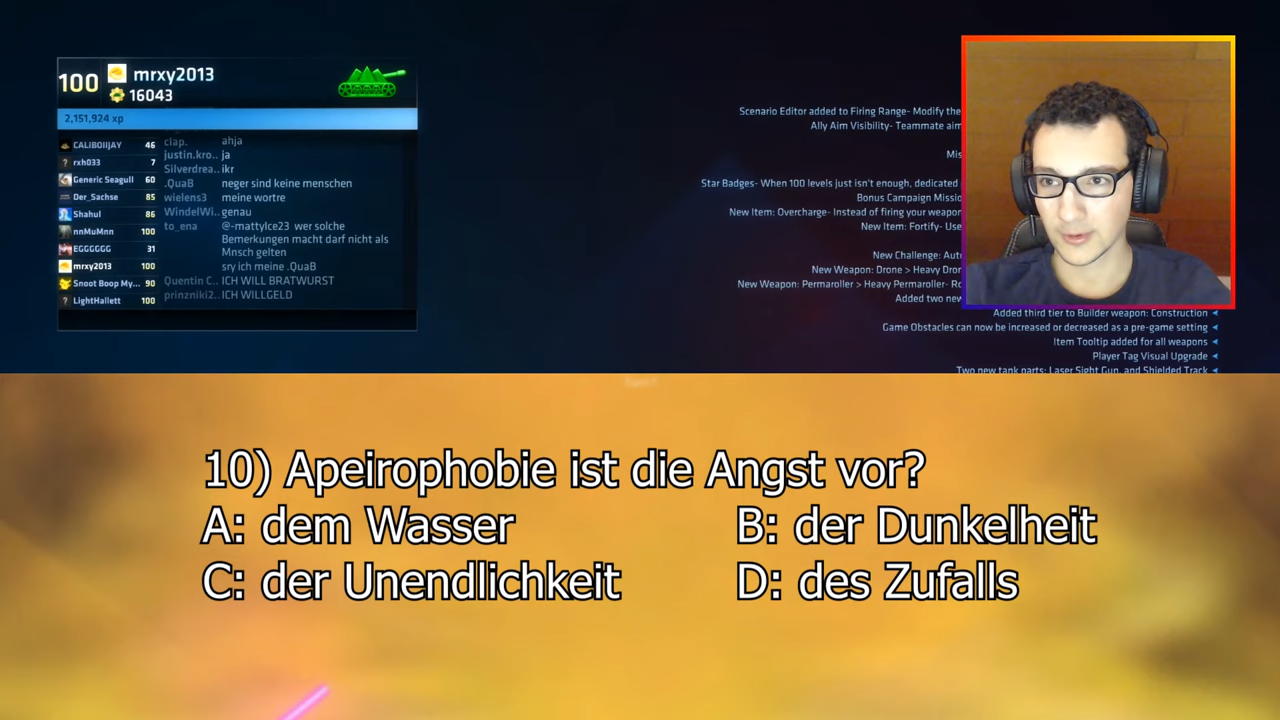 100 mrxy2013
16043
2,151,924 xp
CALIBOIIJAY 46
rxh033 7
Generic Seagull 60
Der_Sachse 85
Shahul 86
nnMuMnn 100
EGGGGGG 31
mrxy2013 100
Snoot Boop My... 90
LightHallett 100
clap. ahja
justin.kro.. ja
Silverdrea.. ikr
.QuaB neger sind keine menschen
wielens3 meine wortre
WindelWi.. genau
to_ena @-mattyIce23 wer solche
Bemerkungen macht darf nicht als
Mnsch gelten
sry ich meine .QuaB
Quentin C.. ICH WILL BRATWURST
prinzniki2.. ICH WILLGELD
Scenario Editor added to Firing Range- Modify the
Ally Aim Visibility- Teammate aim
Mis
Star Badges- When 100 levels just isn't enough, dedicated
Bonus Campaign Missio
New Item: Overcharge- Instead of firing your weapon
New Item: Fortify- Use
New Challenge: Aut
New Weapon: Drone > Heavy Dron
New Weapon: Permaroller > Heavy Permaroller- Ro
Added two new
Added third tier to Builder weapon: Construction
Game Obstacles can now be increased or decreased as a pre-game setting
Item Tooltip added for all weapons
Player Tag Visual Upgrade
Two new tank parts: Laser Sight Gun, and Shielded Track
10) Apeirophobie ist die Angst vor?
A: dem Wasser B: der Dunkelheit
C: der Unendlichkeit D: des Zufalls